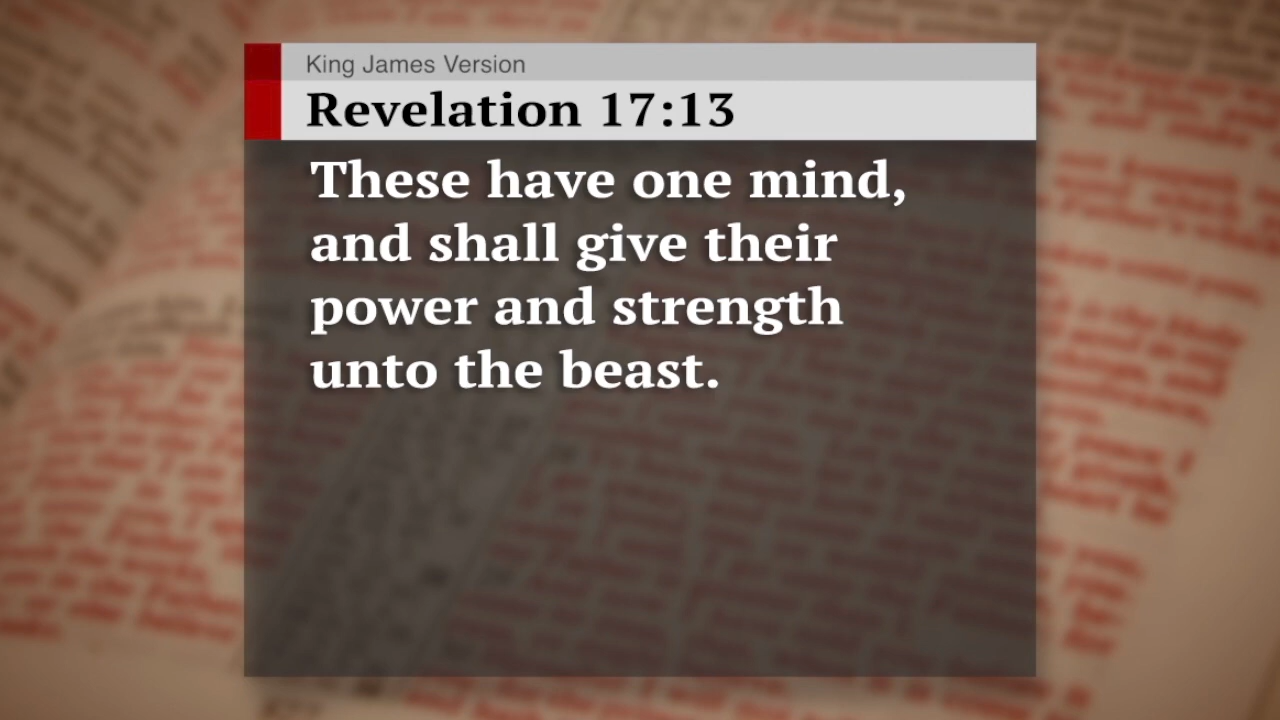 King James Version
Revelation 17:13
These have one mind,
and shall give their
power and strength
unto the beast.